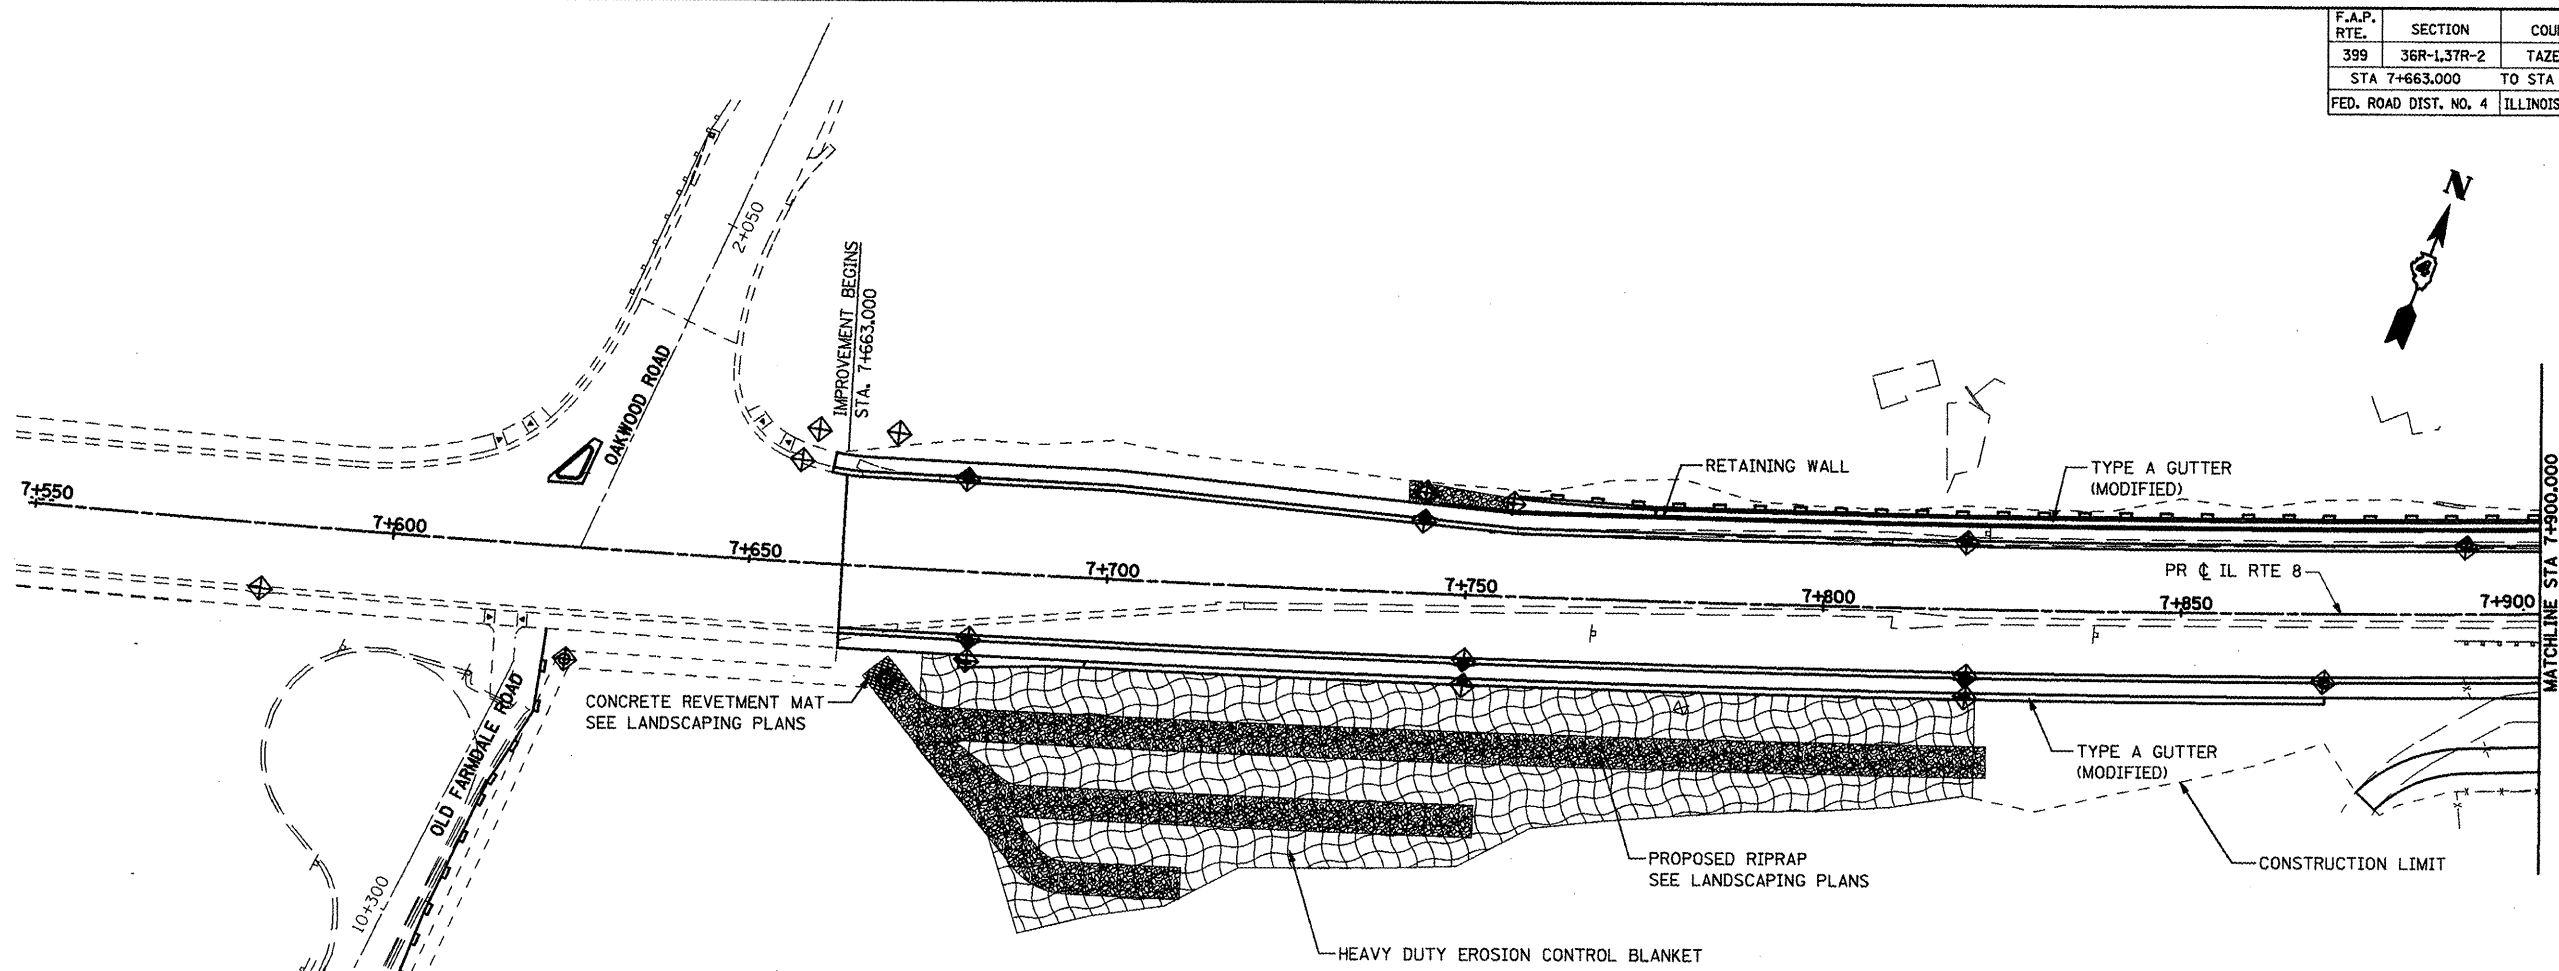 F.A.P. RTE.
SECTION
COU
399
36R-1,37R-2
TAZE
STA 7+663.000 TO STA
FED. ROAD DIST. NO. 4
ILLINOIS
N
4
2+050
OAKWOOD ROAD
IMPROVEMENT BEGINS
STA. 7+663.000
RETAINING WALL
TYPE A GUTTER
(MODIFIED)
7+550
7+600
7+650
7+700
7+750
7+800
7+850
7+900
PR ℄ IL RTE 8
MATCHLINE STA 7+900.000
CONCRETE REVETMENT MAT
SEE LANDSCAPING PLANS
OLD FARMDALE ROAD
10+300
TYPE A GUTTER
(MODIFIED)
PROPOSED RIPRAP
SEE LANDSCAPING PLANS
CONSTRUCTION LIMIT
HEAVY DUTY EROSION CONTROL BLANKET